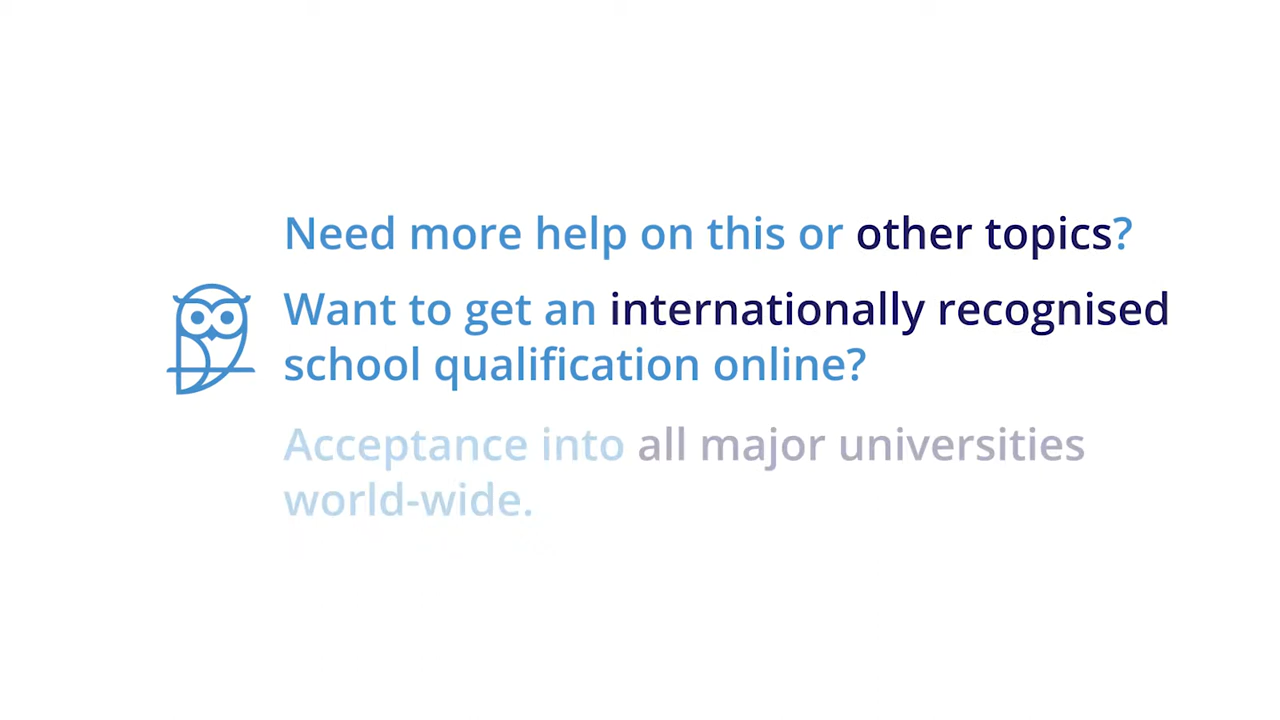 Need more help on this or other topics?
Want to get an internationally recognised
school qualification online?
Acceptance into all major universities
world-wide.